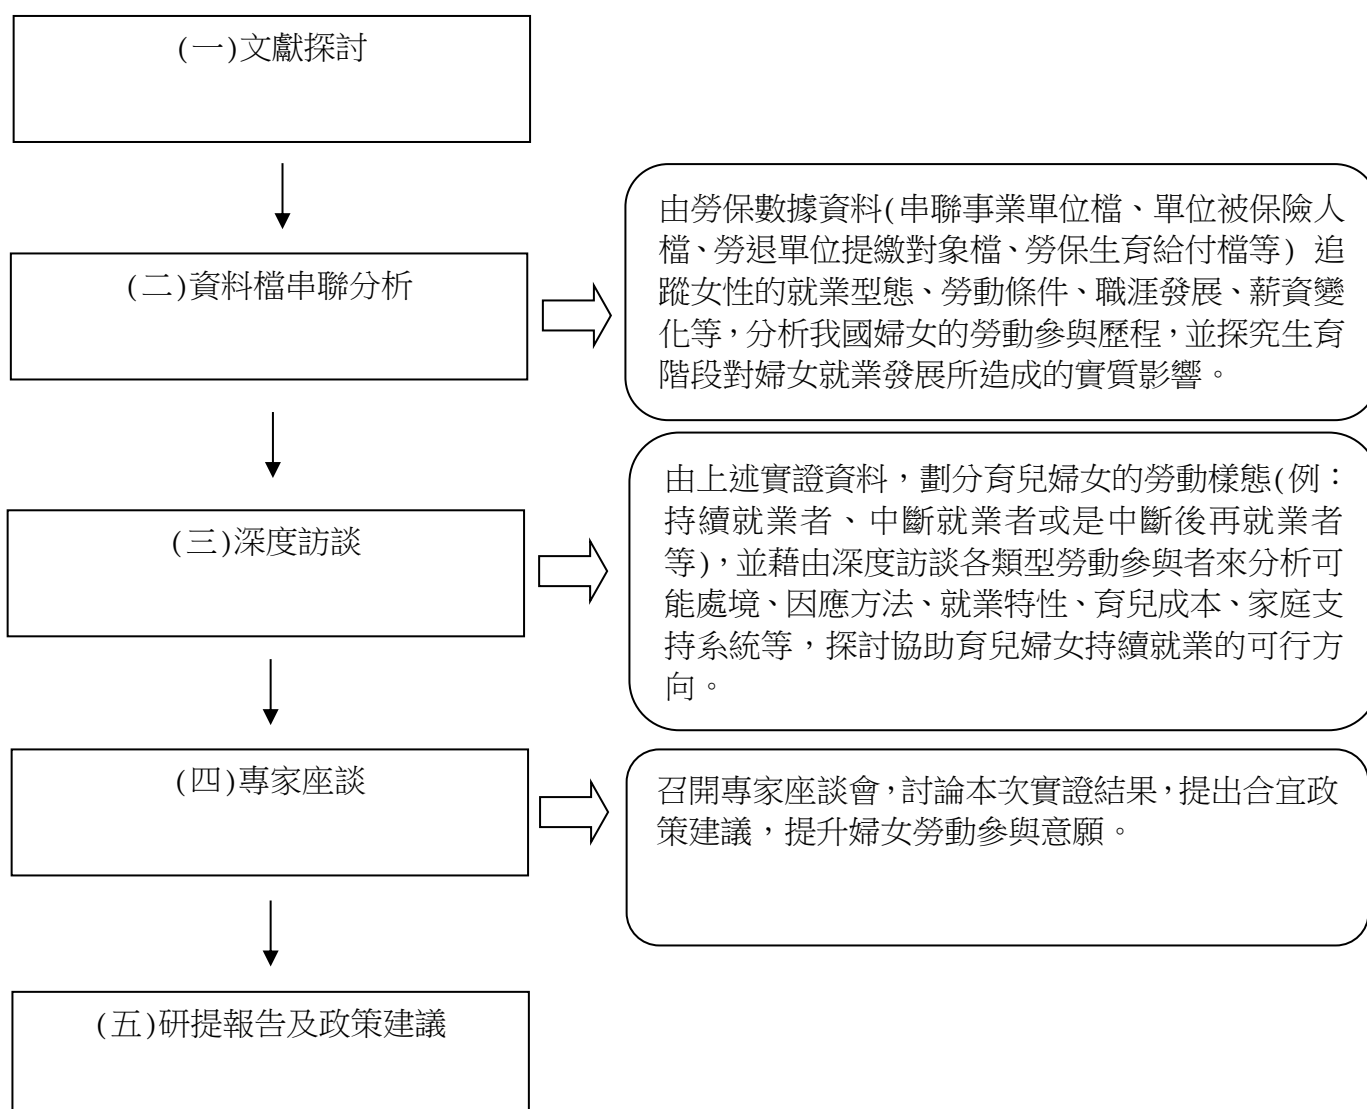 (一)文獻探討
(二)資料檔串聯分析
由勞保數據資料(串聯事業單位檔、單位被保險人
檔、勞退單位提繳對象檔、勞保生育給付檔等) 追
蹤女性的就業型態、勞動條件、職涯發展、薪資變
化等，分析我國婦女的勞動參與歷程，並探究生育
階段對婦女就業發展所造成的實質影響。
(三)深度訪談
由上述實證資料，劃分育兒婦女的勞動樣態(例：
持續就業者、中斷就業者或是中斷後再就業者
等)，並藉由深度訪談各類型勞動參與者來分析可
能處境、因應方法、就業特性、育兒成本、家庭支
持系統等，探討協助育兒婦女持續就業的可行方
向。
(四)專家座談
召開專家座談會，討論本次實證結果，提出合宜政
策建議，提升婦女勞動參與意願。
(五)研提報告及政策建議